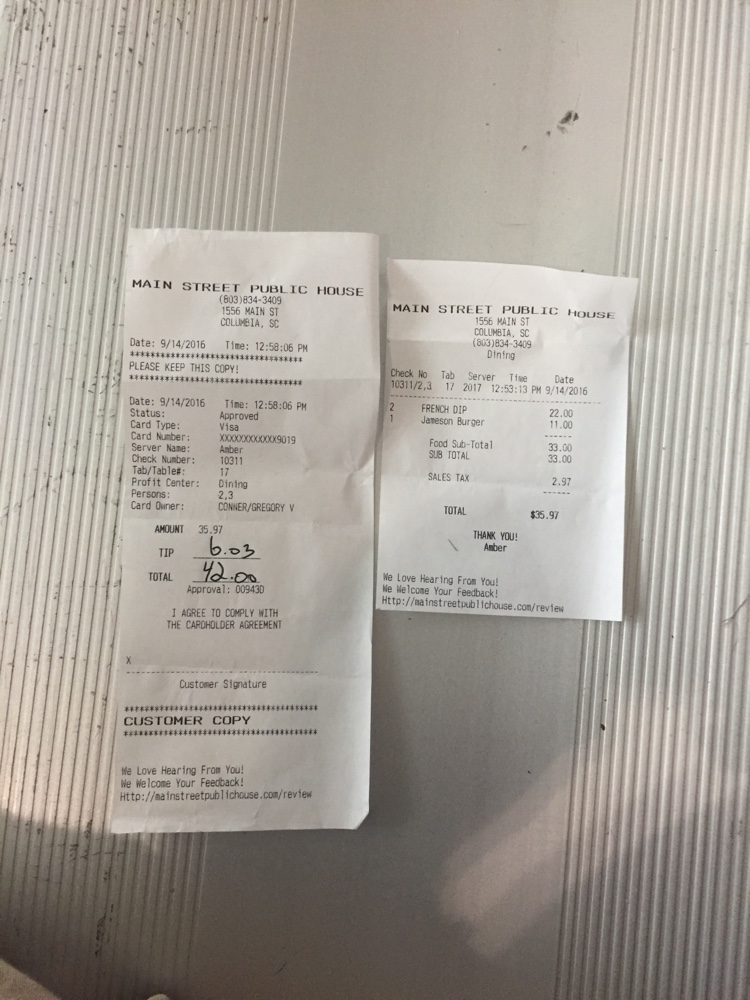 MAIN STREET PUBLIC HOUSE
(803)834-3409
1556 MAIN ST
COLUMBIA, SC
Date: 9/14/2016 Time: 12:58:06 PM
**********************************
PLEASE KEEP THIS COPY!
**********************************
Date: 9/14/2016 Time: 12:58:06 PM
Status: Approved
Card Type: Visa
Card Number: XXXXXXXXXXXX9019
Server Name: Amber
Check Number: 10311
Tab/Table#: 17
Profit Center: Dining
Persons: 2,3
Card Owner: CONNER/GREGORY V
AMOUNT 35.97
TIP 6.03
TOTAL 42.00
Approval: 00943D
I AGREE TO COMPLY WITH
THE CARDHOLDER AGREEMENT
X
Customer Signature
**********************************
CUSTOMER COPY
**********************************
We Love Hearing From You!
We Welcome Your Feedback!
Http://mainstreetpublichouse.com/review
MAIN STREET PUBLIC HOUSE
1556 MAIN ST
COLUMBIA, SC
(803)834-3409
Dining
Check No Tab Server Time Date
10311/2,3 17 2017 12:53:13 PM 9/14/2016
2 FRENCH DIP 22.00
1 Jameson Burger 11.00
Food Sub-Total 33.00
SUB TOTAL 33.00
SALES TAX 2.97
TOTAL $35.97
THANK YOU!
Amber
We Love Hearing From You!
We Welcome Your Feedback!
Http://mainstreetpublichouse.com/review